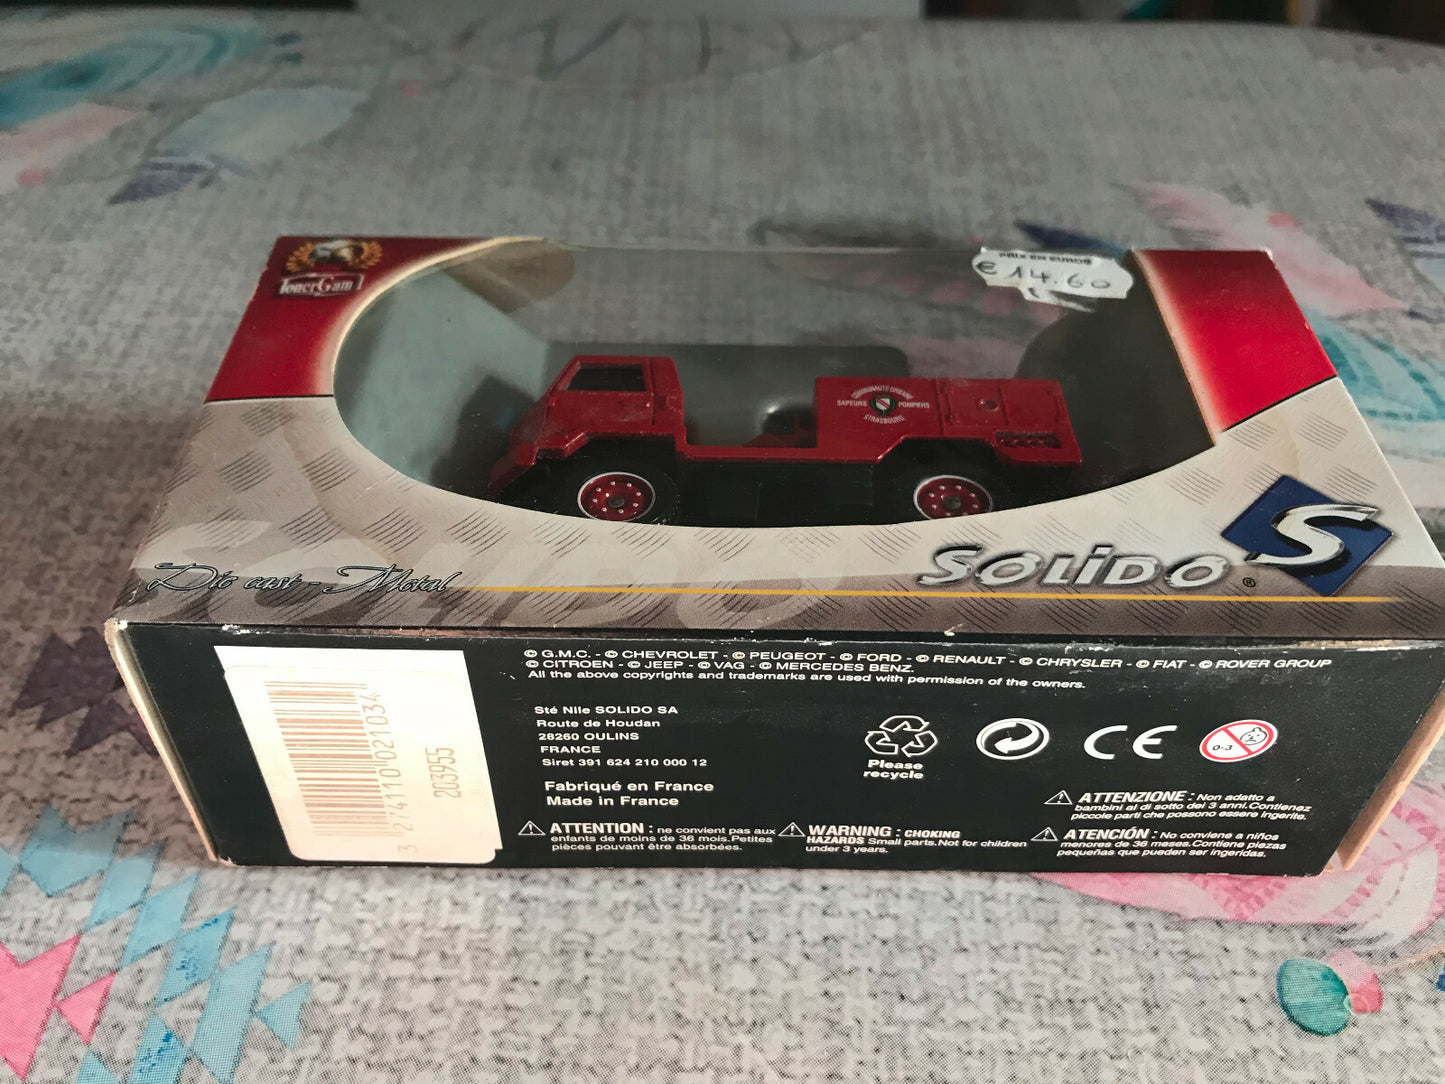 TonerGam
PRIX EN EUROS
€ 14.60
COMMUNAUTE URBAINE
SAPEURS POMPIERS
STRASBOURG
Die cast - Metal
SOLIDO
SOLIDO ®
S
© G.M.C. - © CHEVROLET - © PEUGEOT - © FORD - © RENAULT - © CHRYSLER - © FIAT - © ROVER GROUP
© CITROEN - © JEEP - © VAG - © MERCEDES BENZ.
All the above copyrights and trademarks are used with permission of the owners.
3 274110 021034
203955
Sté Nlle SOLIDO SA
Route de Houdan
28260 OULINS
FRANCE
Siret 391 624 210 000 12
Fabriqué en France
Made in France
Please
recycle
CE
0-3
ATTENTION : ne convient pas aux
enfants de moins de 36 mois.Petites
pièces pouvant être absorbées.
WARNING : CHOKING
HAZARDS Small parts.Not for children
under 3 years.
ATTENZIONE : Non adatto a
bambini al di sotto dei 3 anni.Contienez
piccole parti che possono essere ingerite.
ATENCIÓN : No conviene a niños
menores de 36 meses.Contiene piezas
pequeñas que pueden ser ingeridas.